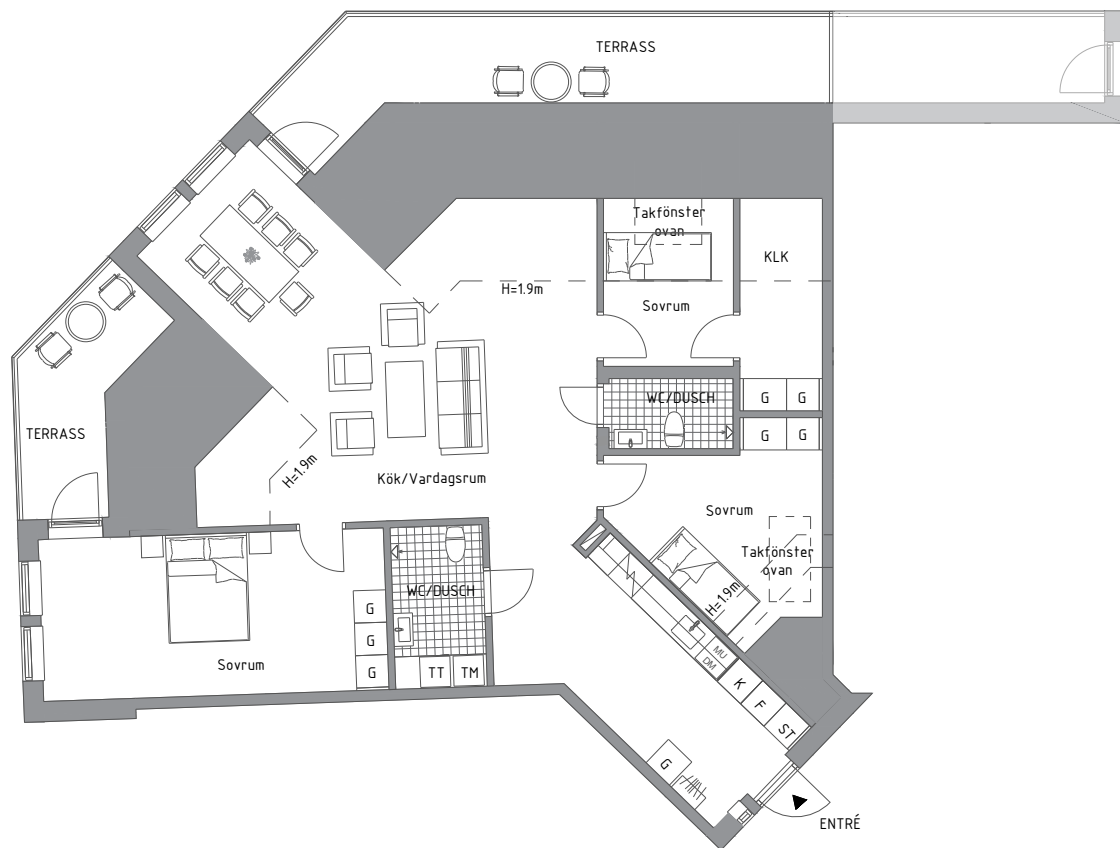 TERRASS
Takfönster
ovan
KLK
H=1.9m
Sovrum
G G
WC/DUSCH
G G
TERRASS
H=1.9m
Kök/Vardagsrum
Sovrum
Takfönster
ovan
WC/DUSCH
H=1.9m
G
G
G
Sovrum
TT TM
MU
DM
K
F
ST
G
ENTRÉ